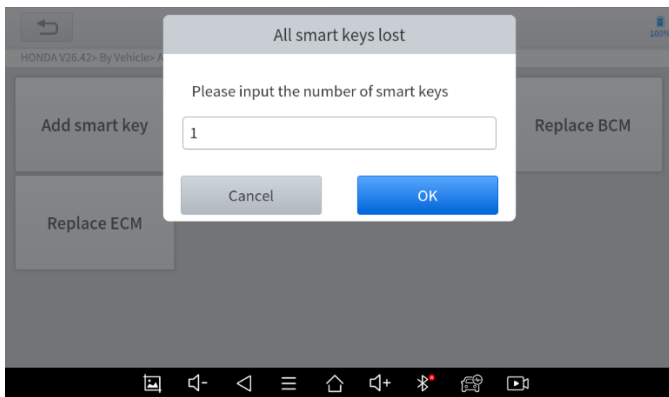 All smart keys lost
100%
HONDA V26.42> By Vehicle> A
Please input the number of smart keys
Add smart key
1
Replace BCM
Cancel
OK
Replace ECM